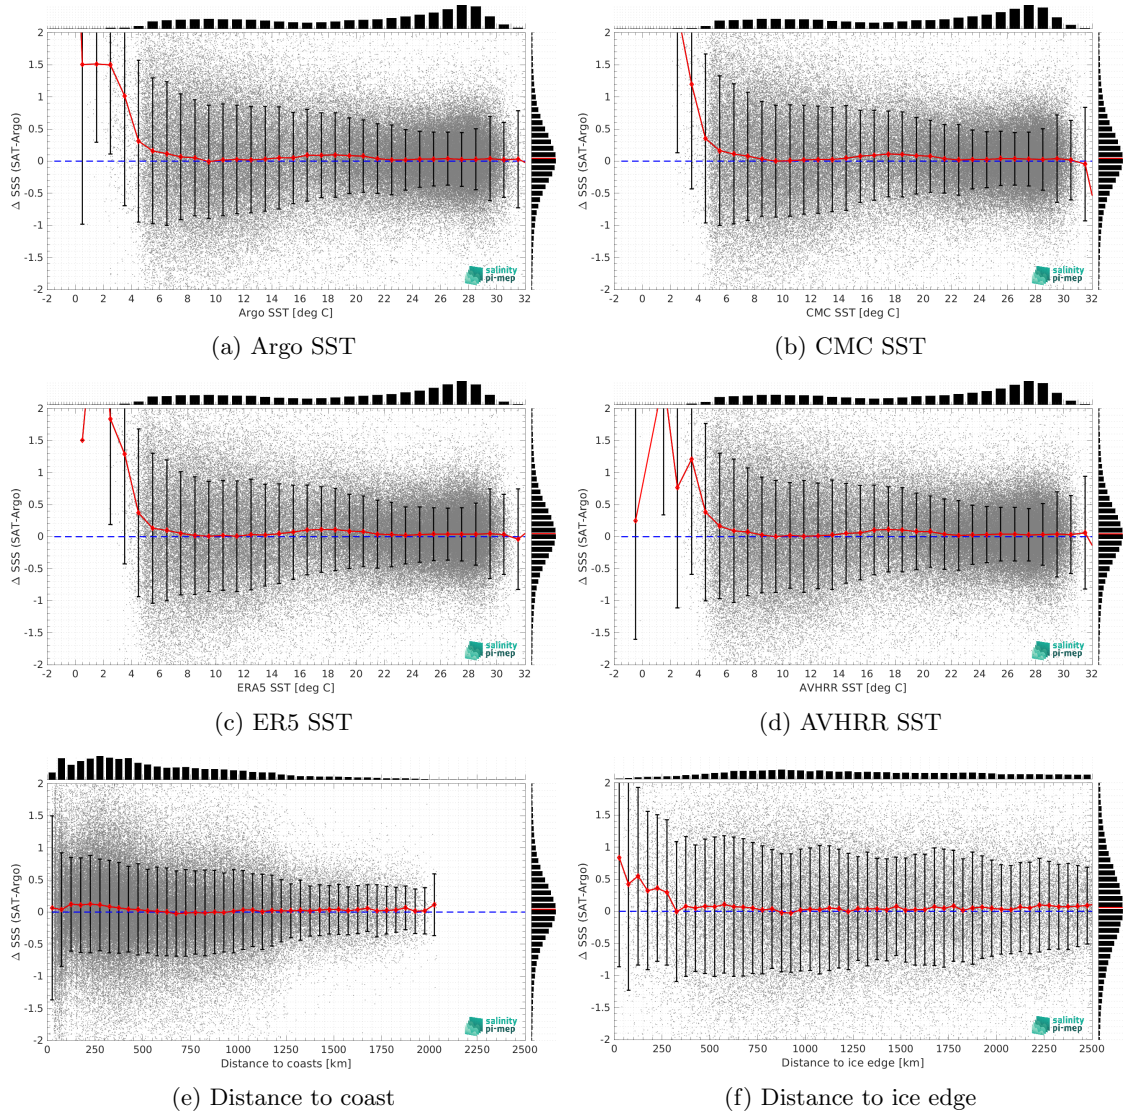 2
1.5
1
0.5
0
-0.5
-1
-1.5
-2
Δ SSS (SAT-Argo)
salinity
pi-mep
-2 0 2 4 6 8 10 12 14 16 18 20 22 24 26 28 30 32
Argo SST [deg C]
(a) Argo SST
2
1.5
1
0.5
0
-0.5
-1
-1.5
-2
Δ SSS (SAT-Argo)
salinity
pi-mep
-2 0 2 4 6 8 10 12 14 16 18 20 22 24 26 28 30 32
CMC SST [deg C]
(b) CMC SST
2
1.5
1
0.5
0
-0.5
-1
-1.5
-2
Δ SSS (SAT-Argo)
salinity
pi-mep
-2 0 2 4 6 8 10 12 14 16 18 20 22 24 26 28 30 32
ERA5 SST [deg C]
(c) ER5 SST
2
1.5
1
0.5
0
-0.5
-1
-1.5
-2
Δ SSS (SAT-Argo)
salinity
pi-mep
-2 0 2 4 6 8 10 12 14 16 18 20 22 24 26 28 30 32
AVHRR SST [deg C]
(d) AVHRR SST
2
1.5
1
0.5
0
-0.5
-1
-1.5
-2
Δ SSS (SAT-Argo)
salinity
pi-mep
0 250 500 750 1000 1250 1500 1750 2000 2250 2500
Distance to coasts [km]
(e) Distance to coast
2
1.5
1
0.5
0
-0.5
-1
-1.5
-2
Δ SSS (SAT-Argo)
salinity
pi-mep
0 250 500 750 1000 1250 1500 1750 2000 2250 2500
Distance to ice edge [km]
(f) Distance to ice edge